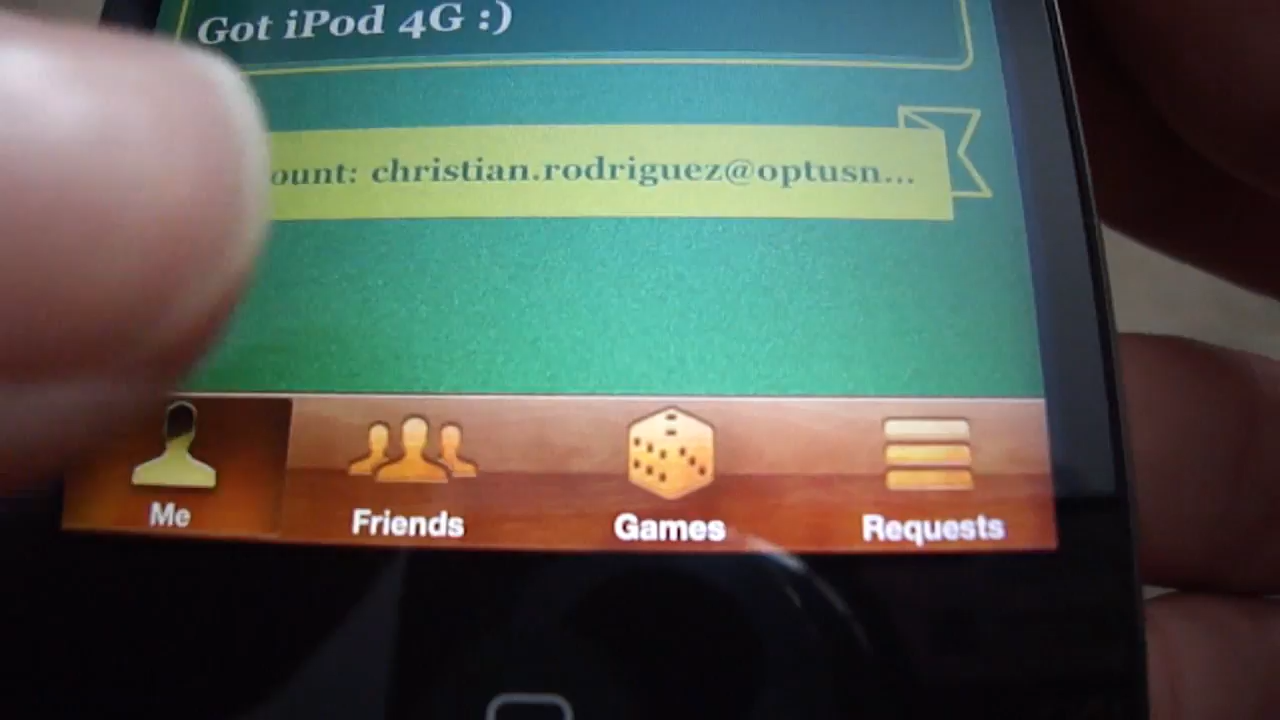 Got iPod 4G :)
ount: christian.rodriguez@optusn...
Me
Friends
Games
Requests